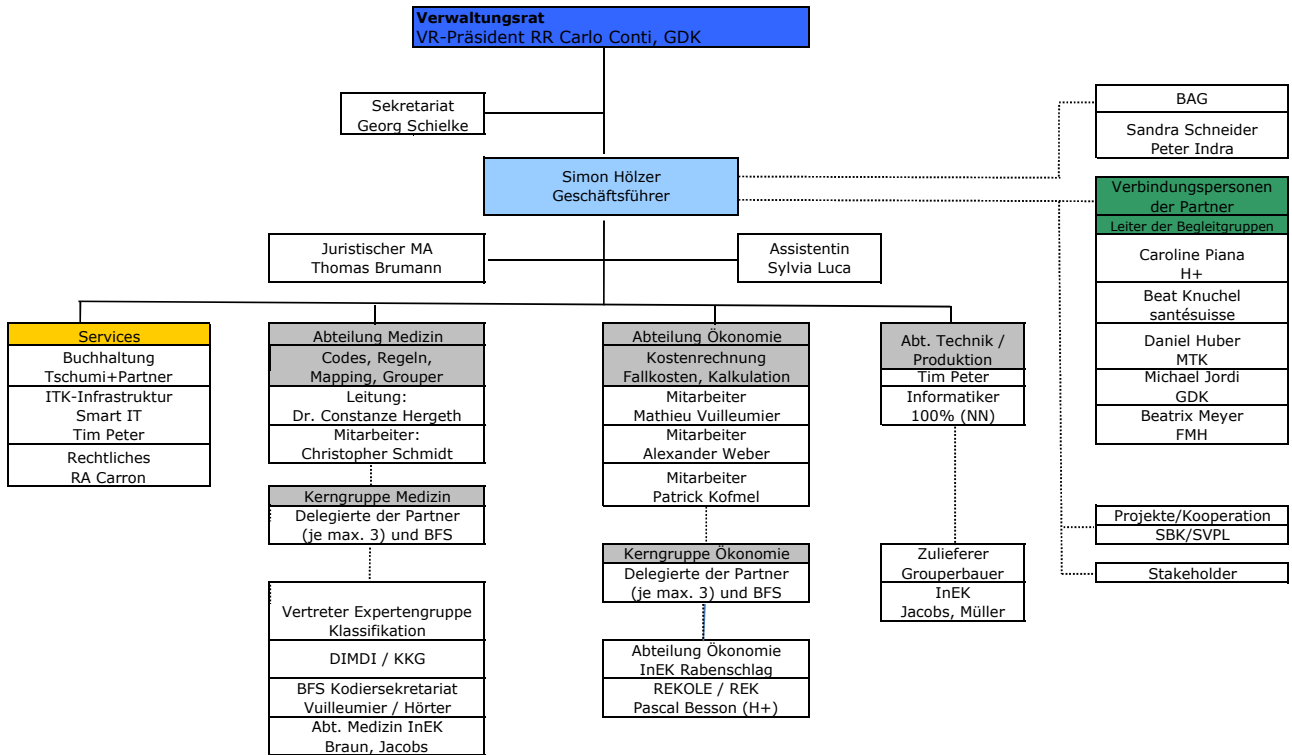 Verwaltungsrat
VR-Präsident RR Carlo Conti, GDK
Sekretariat
Georg Schielke
BAG
Sandra Schneider
Peter Indra
Simon Hölzer
Geschäftsführer
Verbindungspersonen
der Partner
Leiter der Begleitgruppen
Caroline Piana
H+
Beat Knuchel
santésuisse
Daniel Huber
MTK
Michael Jordi
GDK
Beatrix Meyer
FMH
Juristischer MA
Thomas Brumann
Assistentin
Sylvia Luca
Services
Buchhaltung
Tschumi+Partner
ITK-Infrastruktur
Smart IT
Tim Peter
Rechtliches
RA Carron
Abteilung Medizin
Codes, Regeln,
Mapping, Grouper
Leitung:
Dr. Constanze Hergeth
Mitarbeiter:
Christopher Schmidt
Kerngruppe Medizin
Delegierte der Partner
(je max. 3) und BFS
Vertreter Expertengruppe
Klassifikation
DIMDI / KKG
BFS Kodiersekretariat
Vuilleumier / Hörter
Abt. Medizin InEK
Braun, Jacobs
Abteilung Ökonomie
Kostenrechnung
Fallkosten, Kalkulation
Mitarbeiter
Mathieu Vuilleumier
Mitarbeiter
Alexander Weber
Mitarbeiter
Patrick Kofmel
Kerngruppe Ökonomie
Delegierte der Partner
(je max. 3) und BFS
Abteilung Ökonomie
InEK Rabenschlag
REKOLE / REK
Pascal Besson (H+)
Abt. Technik /
Produktion
Tim Peter
Informatiker
100% (NN)
Zulieferer
Grouperbauer
InEK
Jacobs, Müller
Projekte/Kooperation
SBK/SVPL
Stakeholder